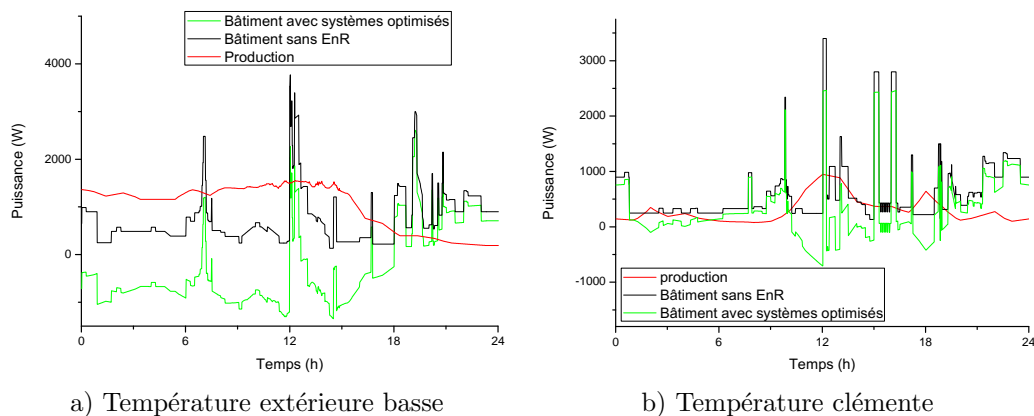 Bâtiment avec systèmes optimisés
Bâtiment sans EnR
Production
4000
2000
0
Puissance (W)
0
6
12
18
24
Temps (h)
a) Température extérieure basse
3000
2000
1000
0
-1000
Puissance (W)
production
Bâtiment sans EnR
Bâtiment avec systèmes optimisés
0
6
12
18
24
Temps (h)
b) Température clémente